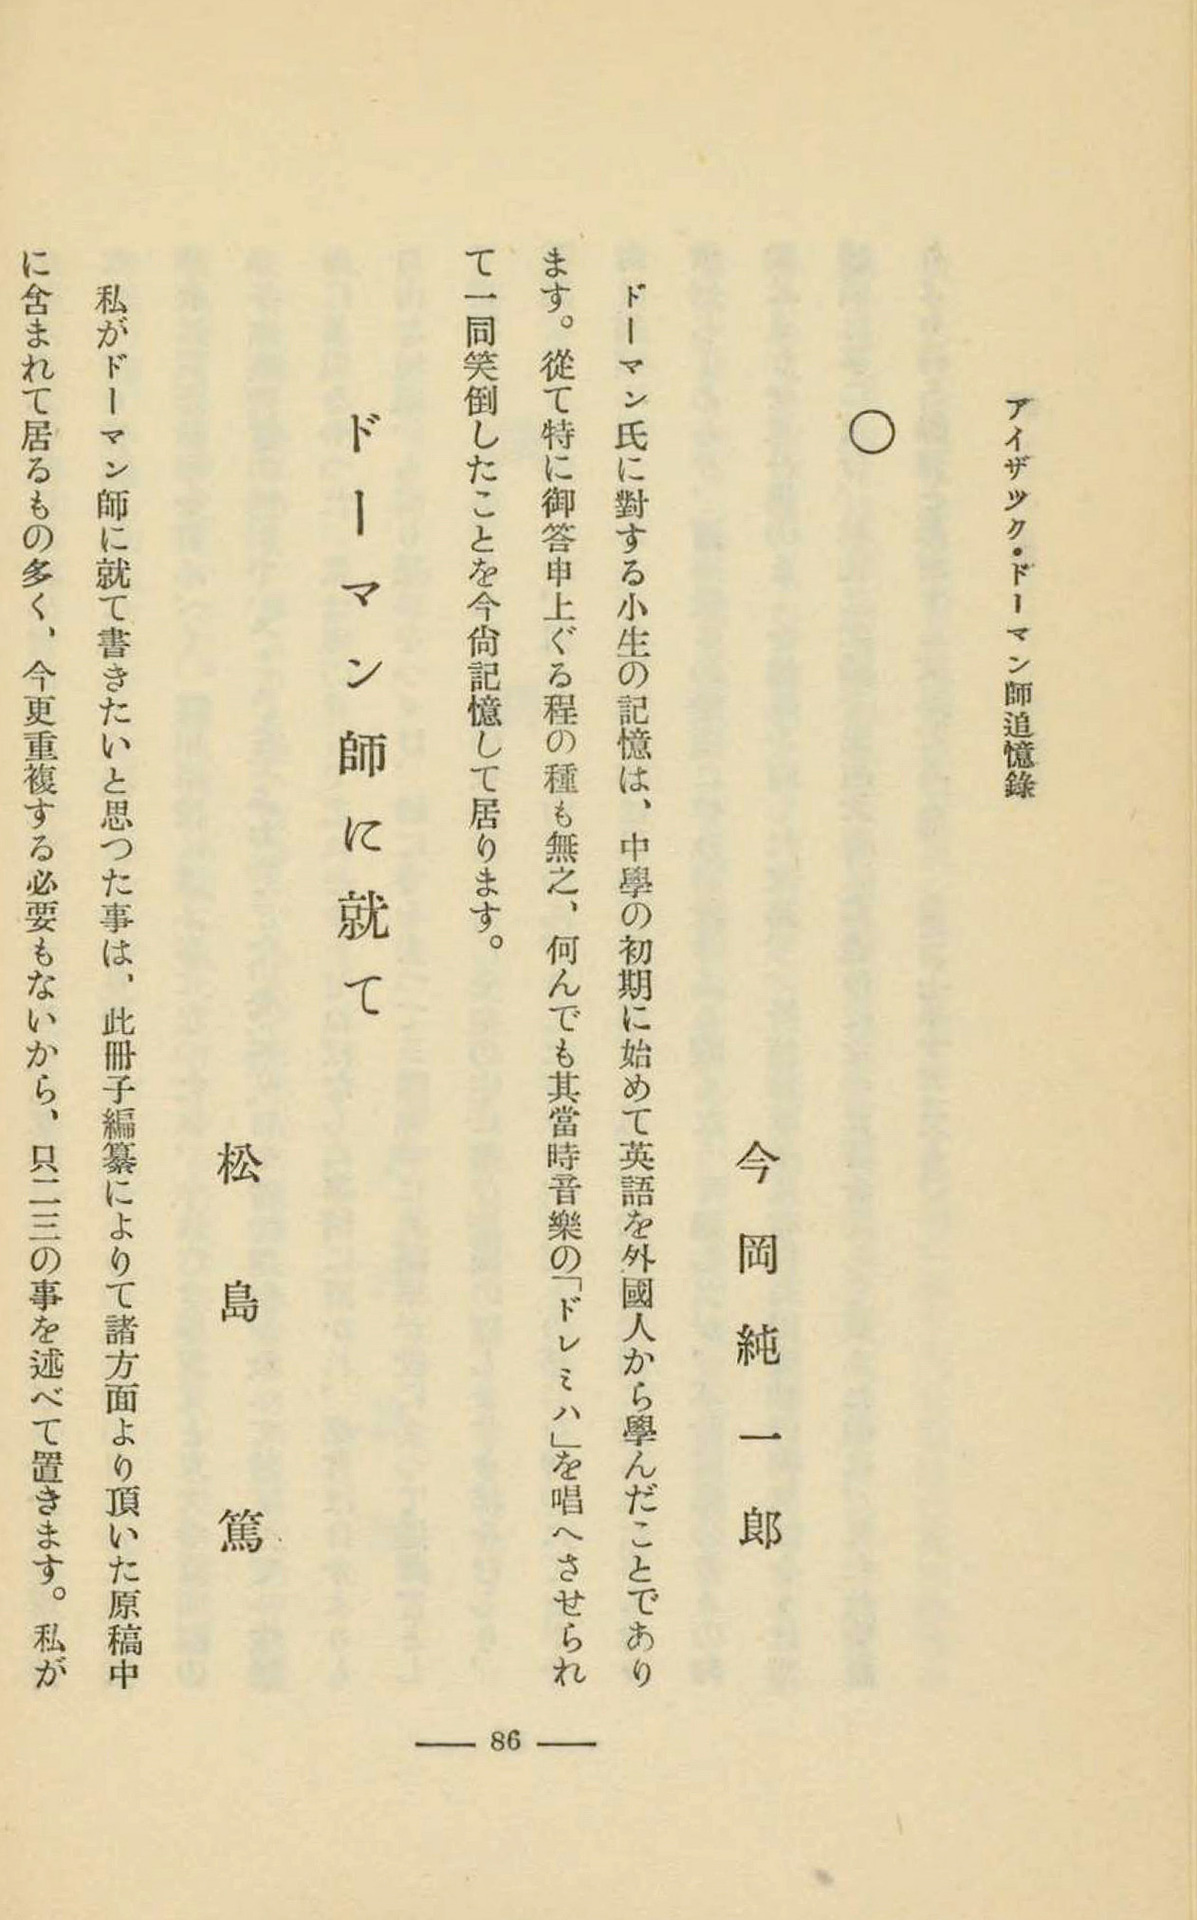 アイザツク・ドーマン師追憶錄
〇
今岡純一郎
ドーマン氏に對する小生の記憶は、中學の初期に始めて英語を外國人から學んだことであり
ます。從て特に御答申上ぐる程の種も無之、何んでも其當時音樂の「ドレミハ」を唱へさせられ
て一同笑倒したことを今尙記憶して居ります。
ドーマン師に就て
松島篤
私がドーマン師に就て書きたいと思つた事は、此冊子編纂によりて諸方面より頂いた原稿中
に含まれて居るもの多く、今更重複する必要もないから、只二三の事を述べて置きます。私が
86